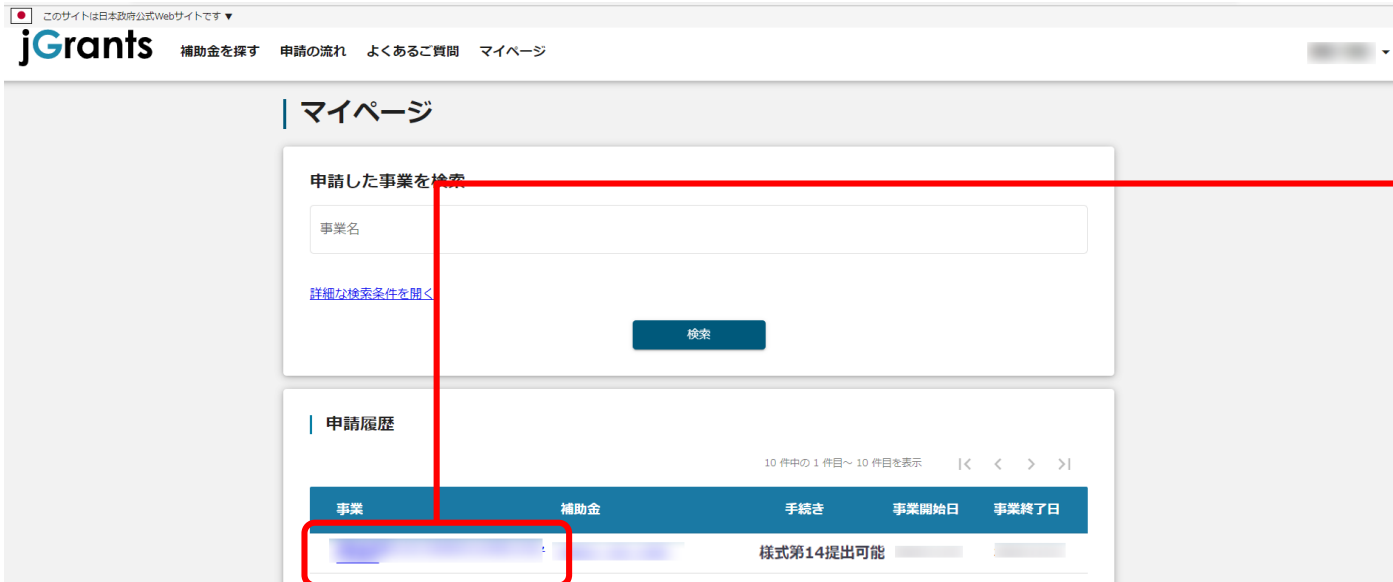 このサイトは日本政府公式Webサイトです ▼
jGrants 補助金を探す 申請の流れ よくあるご質問 マイページ
マイページ
申請した事業を検索
事業名
詳細な検索条件を開く
検索
申請履歴
10 件中の 1 件目～ 10 件目を表示
事業 補助金 手続き 事業開始日 事業終了日
様式第14提出可能